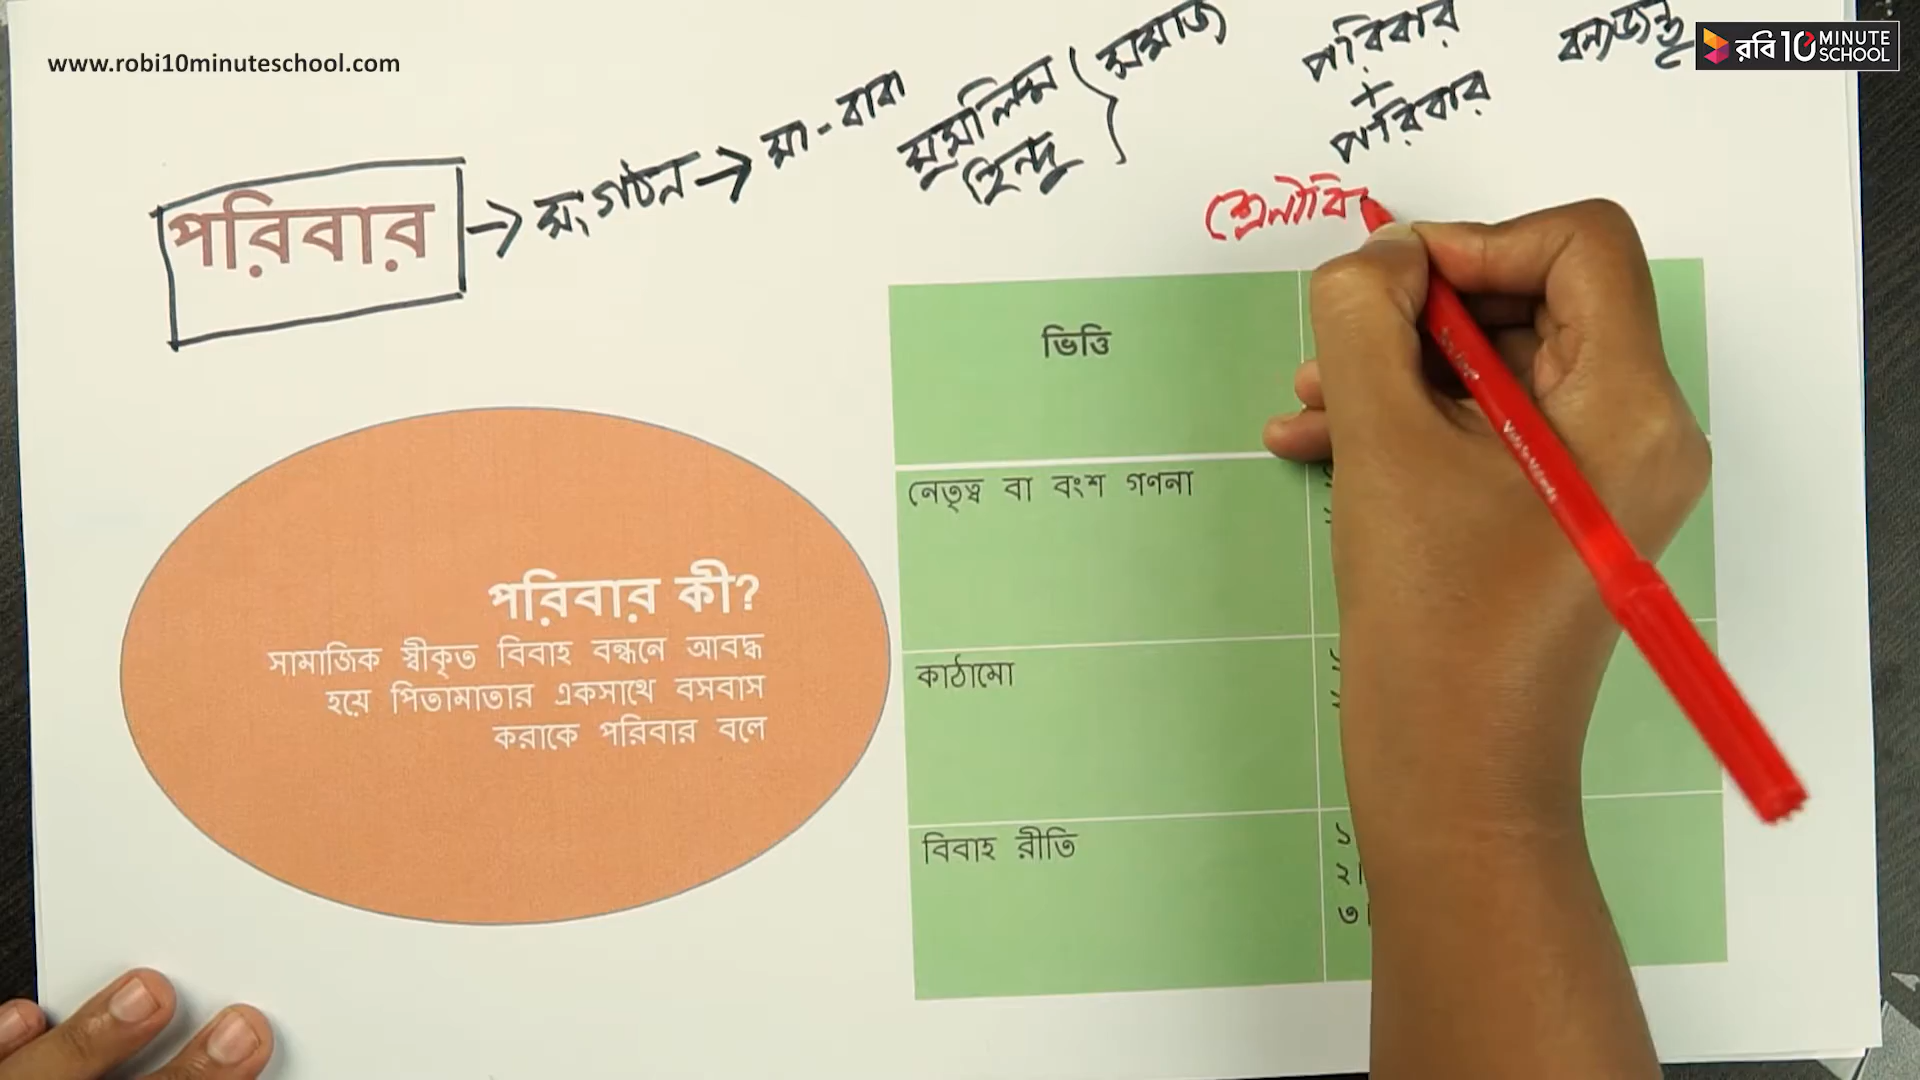 www.robi10minuteschool.com
রবি 10 MINUTE SCHOOL
পরিবার
সংগঠন
মা-বাবা
মুসলিম
হিন্দু
সমাজ
পরিবার
+
পরিবার
বন্যজন্তু
শ্রেনীবি
পরিবার কী?
সামাজিক স্বীকৃত বিবাহ বন্ধনে আবদ্ধ
হয়ে পিতামাতার একসাথে বসবাস
করাকে পরিবার বলে
ভিত্তি
নেতৃত্ব বা বংশ গণনা
কাঠামো
বিবাহ রীতি
১
২।
৩।